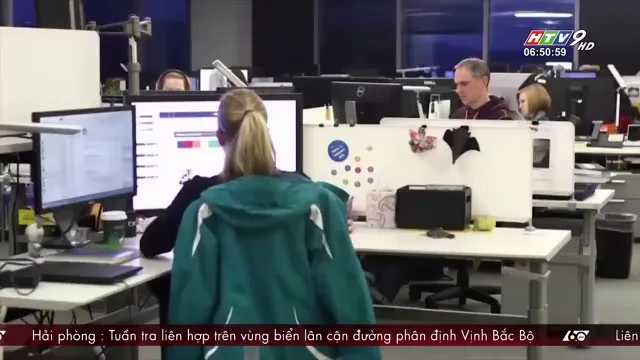 HTV9 HD
06:50:59
Hải phòng : Tuần tra liên hợp trên vùng biển lân cận đường phân định Vịnh Bắc Bộ
60
Liên